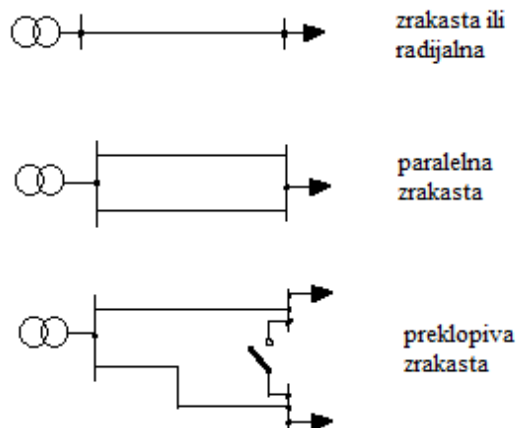 zrakasta ili
radijalna
paralelna
zrakasta
preklopiva
zrakasta